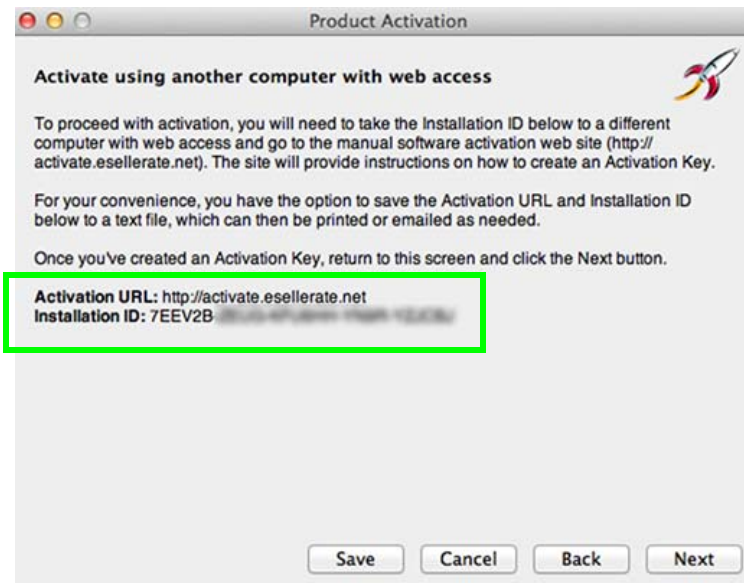 Product Activation
Activate using another computer with web access
To proceed with activation, you will need to take the Installation ID below to a different
computer with web access and go to the manual software activation web site (http://
activate.esellerate.net). The site will provide instructions on how to create an Activation Key.
For your convenience, you have the option to save the Activation URL and Installation ID
below to a text file, which can then be printed or emailed as needed.
Once you've created an Activation Key, return to this screen and click the Next button.
Activation URL: http://activate.esellerate.net
Installation ID: 7EEV2B
Save Cancel Back Next